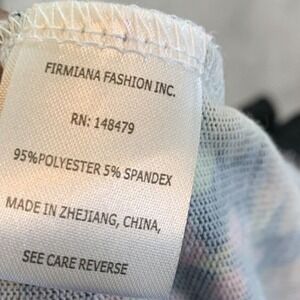 FIRMIANA FASHION INC.
RN: 148479
95%POLYESTER 5% SPANDEX
MADE IN ZHEJIANG, CHINA,
SEE CARE REVERSE